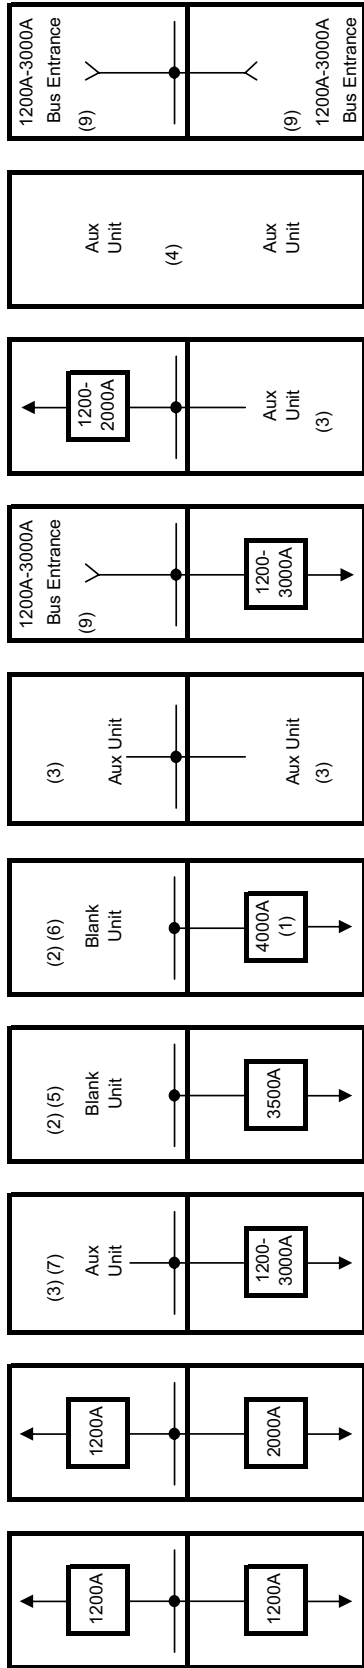 1200A
1200A
1200A
2000A
(3) (7)
Aux
Unit
1200-
3000A
(2) (5)
Blank
Unit
3500A
(2) (6)
Blank
Unit
4000A
(1)
(3)
Aux Unit
Aux Unit
(3)
1200A-3000A
Bus Entrance
(9)
1200-
3000A
1200-
2000A
Aux
Unit
(3)
Aux
Unit
(4)
Aux
Unit
1200A-3000A
Bus Entrance
(9)
(9)
1200A-3000A
Bus Entrance